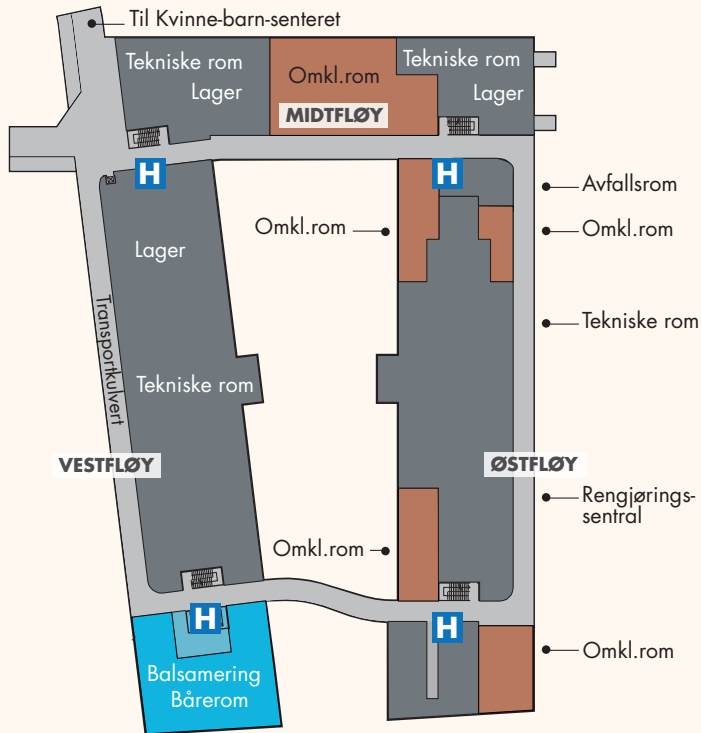 Til Kvinne-barn-senteret
Tekniske rom
Lager
Omkl.rom
Tekniske rom
Lager
MIDTFLØY
H
H
Avfallsrom
Omkl.rom
Omkl.rom
Lager
Transportkulvert
Tekniske rom
Tekniske rom
VESTFLØY
ØSTFLØY
Rengjørings-
sentral
Omkl.rom
H
H
Balsamering
Bårerom
Omkl.rom